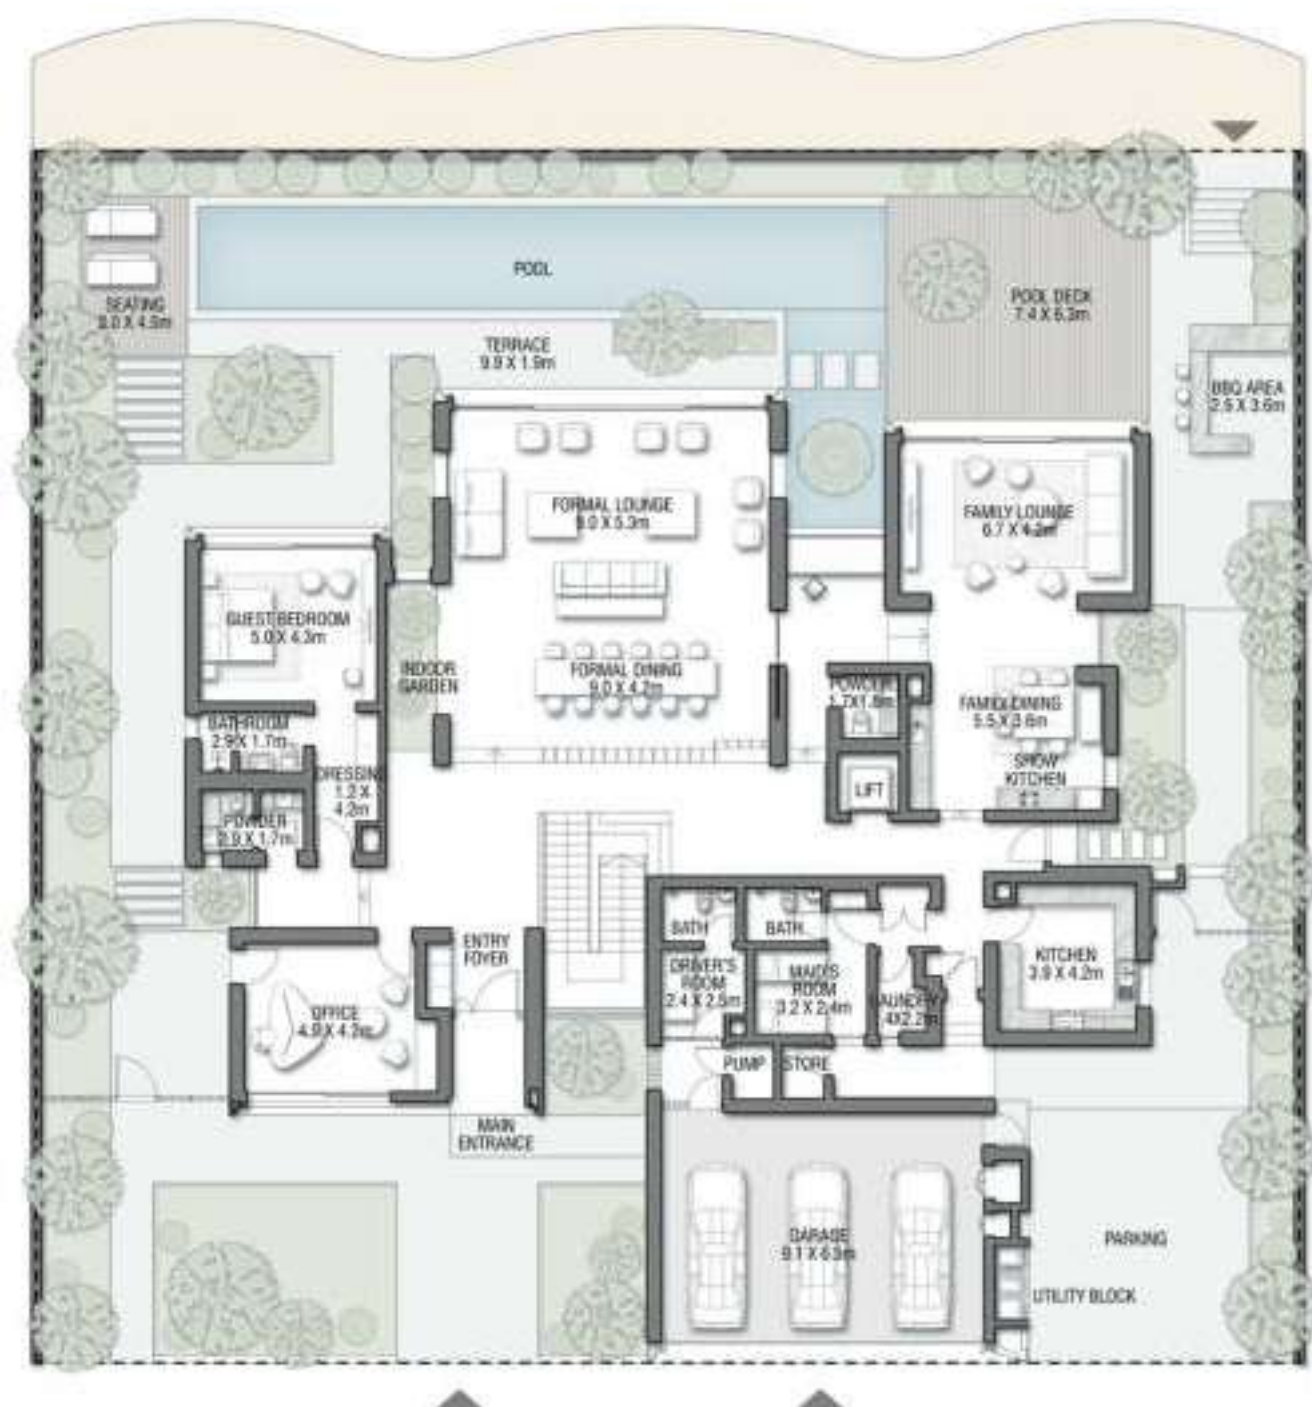 POOL
SEATING
POOL DECK
7.4 X 6.3m
TERRACE
9.9 X 1.9m
BBQ AREA
2.5 X 3.6m
FORMAL LOUNGE
9.0 X 5.3m
FAMILY LOUNGE
6.7 X 4.2m
GUEST BEDROOM
5.0 X 4.3m
INDOOR
GARDEN
FORMAL DINING
9.0 X 4.2m
POWDER
FAMILY DINING
5.5 X 3.6m
BATHROOM
2.9 X 1.7m
DRESSING
1.2 X
4.2m
SHOW
KITCHEN
LIFT
POWDER
ENTRY
FOYER
BATH
BATH
DRIVER'S
ROOM
2.4 X 2.5m
MAID'S
ROOM
3.2 X 2.4m
LAUNDRY
KITCHEN
3.9 X 4.2m
OFFICE
PUMP
STORE
MAIN
ENTRANCE
GARAGE
9.1 X 6.3m
PARKING
UTILITY BLOCK